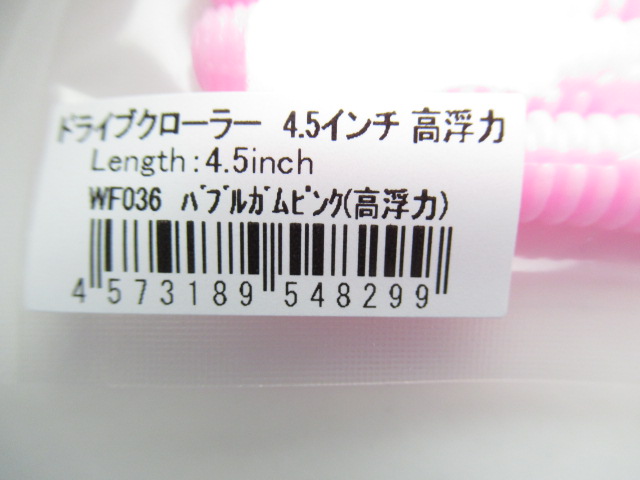 ドライブクローラー 4.5インチ 高浮力
Length:4.5inch
WF036 ﾊﾞﾌﾞﾙｶﾞﾑﾋﾟﾝｸ(高浮力)
4 573189 548299